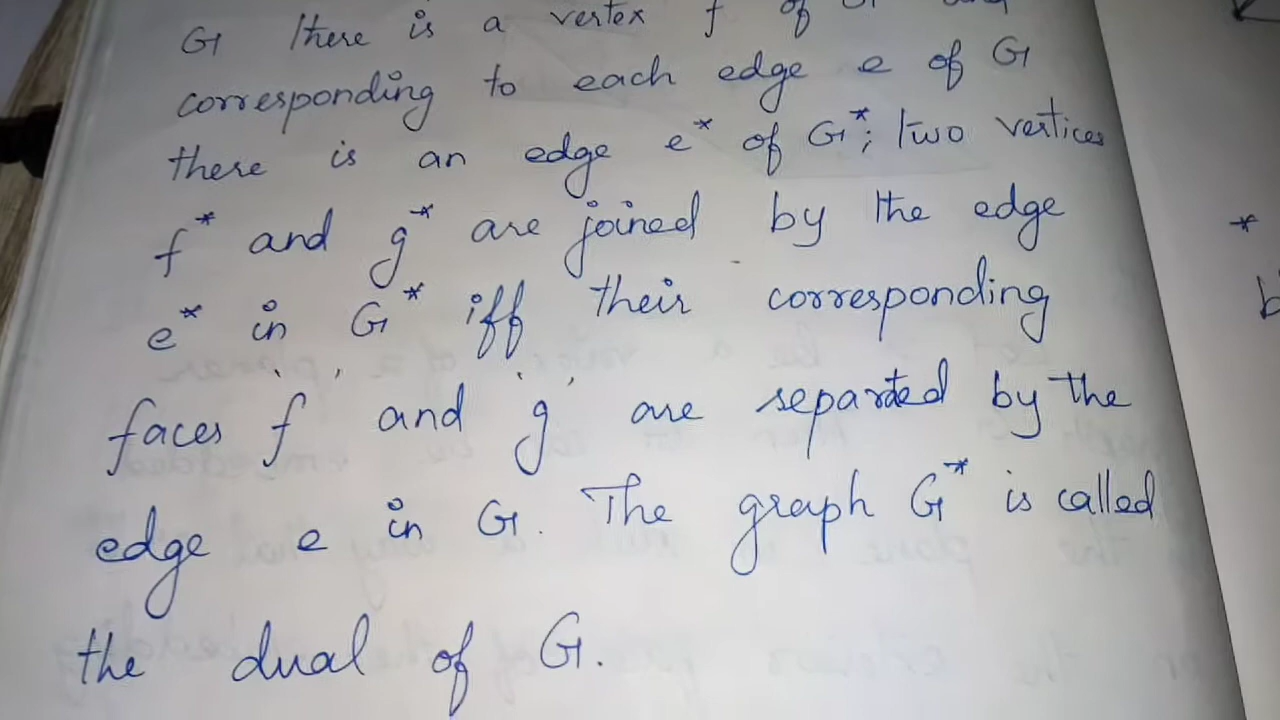 G there is a vertex f of
corresponding to each edge e of G
there is an edge e* of G*; two vertices
f* and g* are joined by the edge
e* in G* iff their corresponding
faces 'f' and 'g' are separated by the
edge e in G. The graph G* is called
the dual of G.
*
b